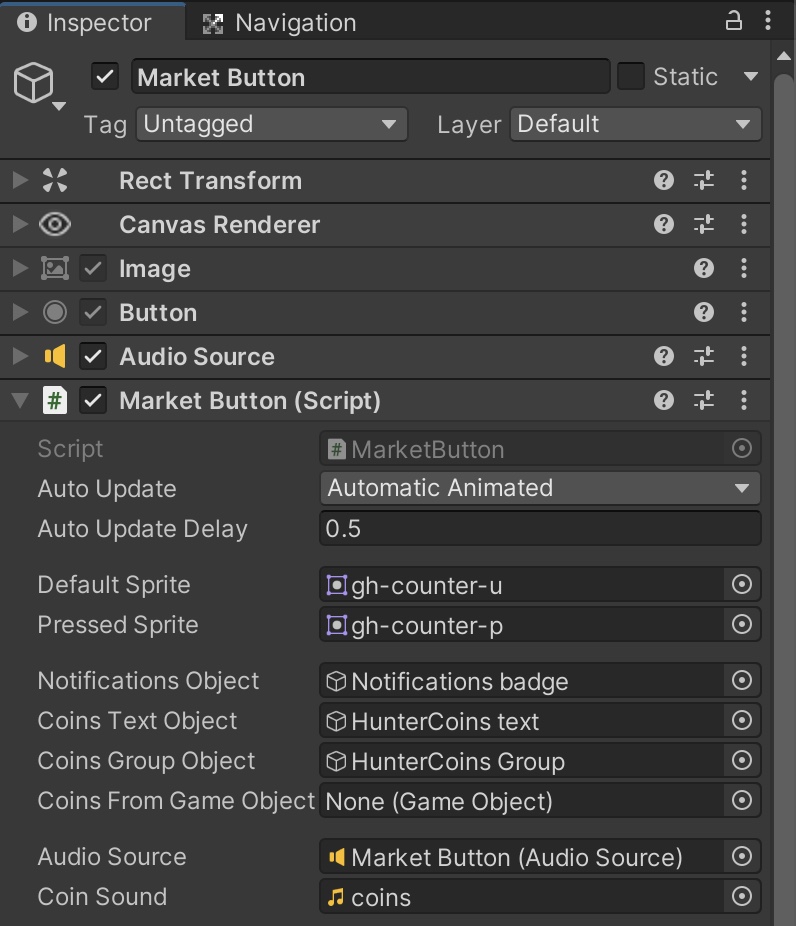 Inspector Navigation
Market Button Static
Tag Untagged Layer Default
Rect Transform
Canvas Renderer
Image
Button
Audio Source
# Market Button (Script)
Script # MarketButton
Auto Update Automatic Animated
Auto Update Delay 0.5
Default Sprite gh-counter-u
Pressed Sprite gh-counter-p
Notifications Object Notifications badge
Coins Text Object HunterCoins text
Coins Group Object HunterCoins Group
Coins From Game Object None (Game Object)
Audio Source Market Button (Audio Source)
Coin Sound coins